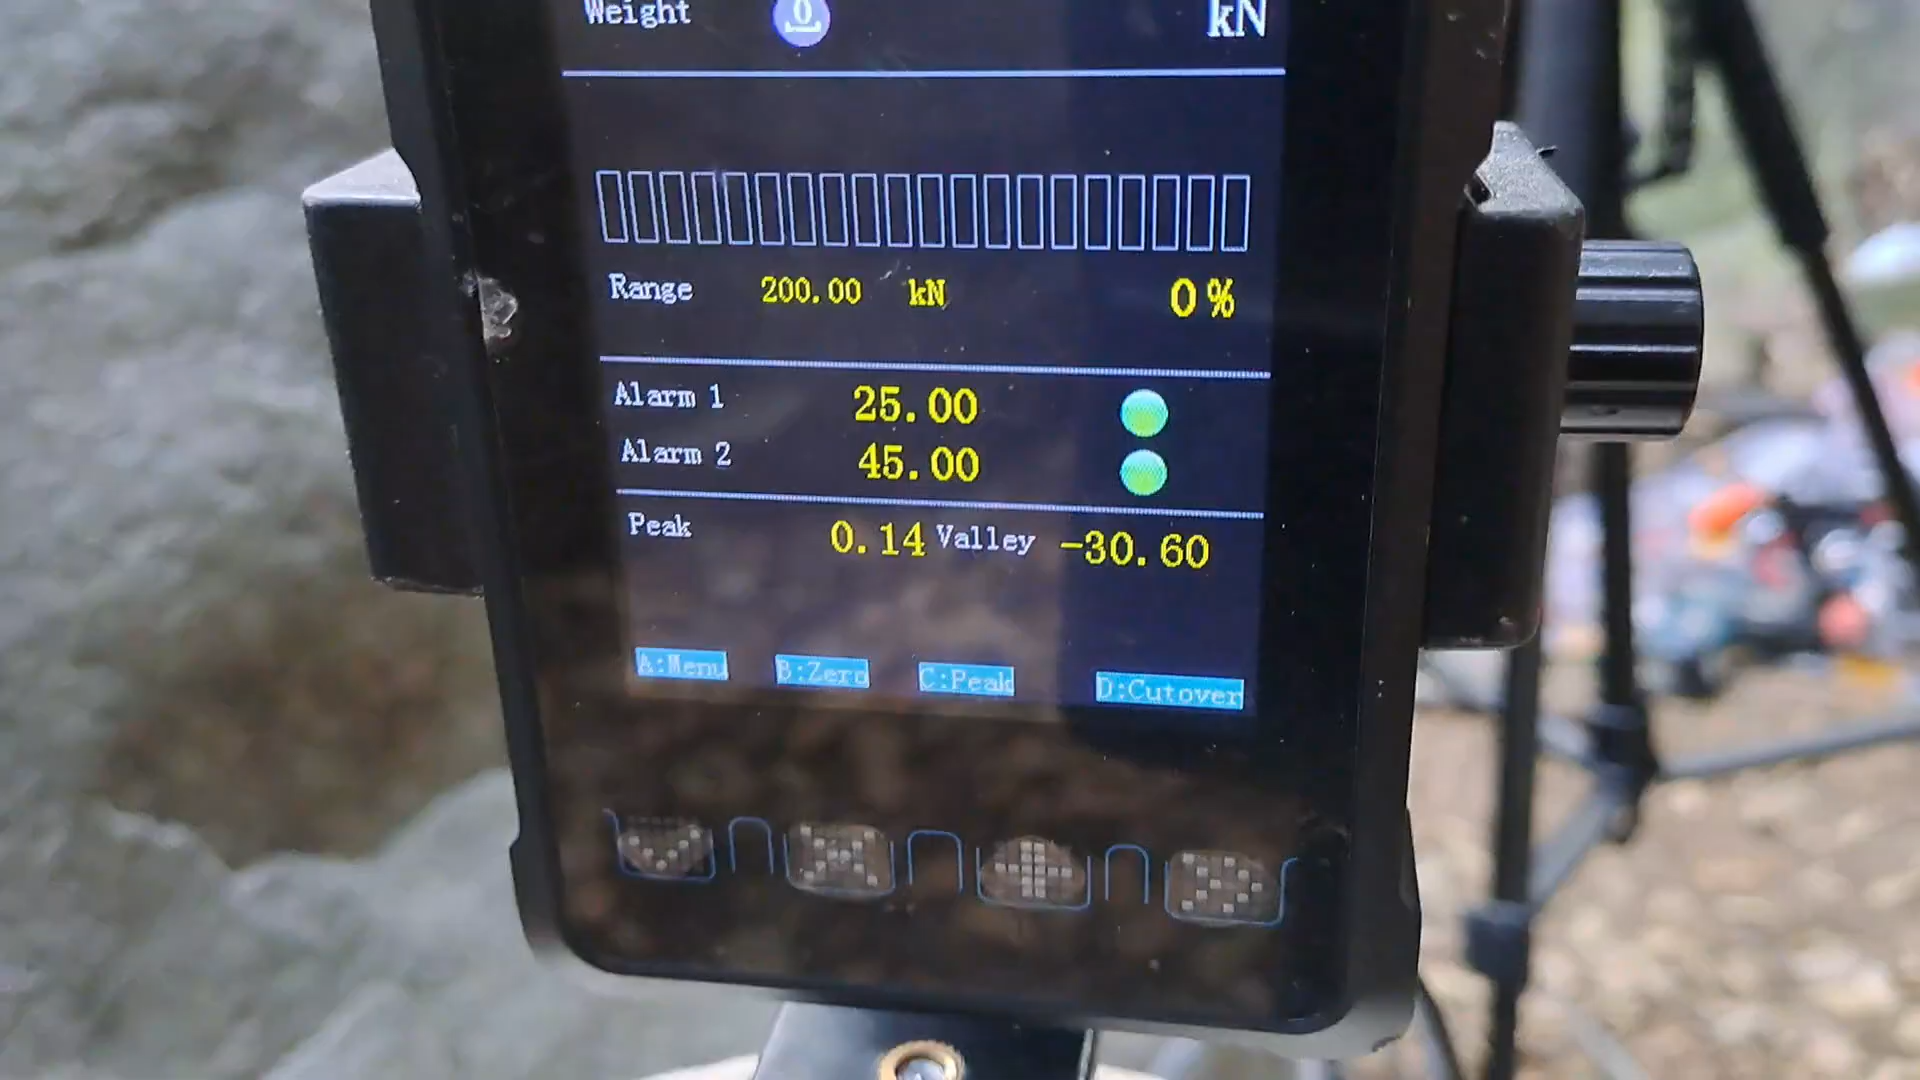 Weight 0 kN
Range 200.00 kN 0%
Alarm 1 25.00
Alarm 2 45.00
Peak 0.14 Valley -30.60
A:Menu B:Zero C:Peak D:Cutover